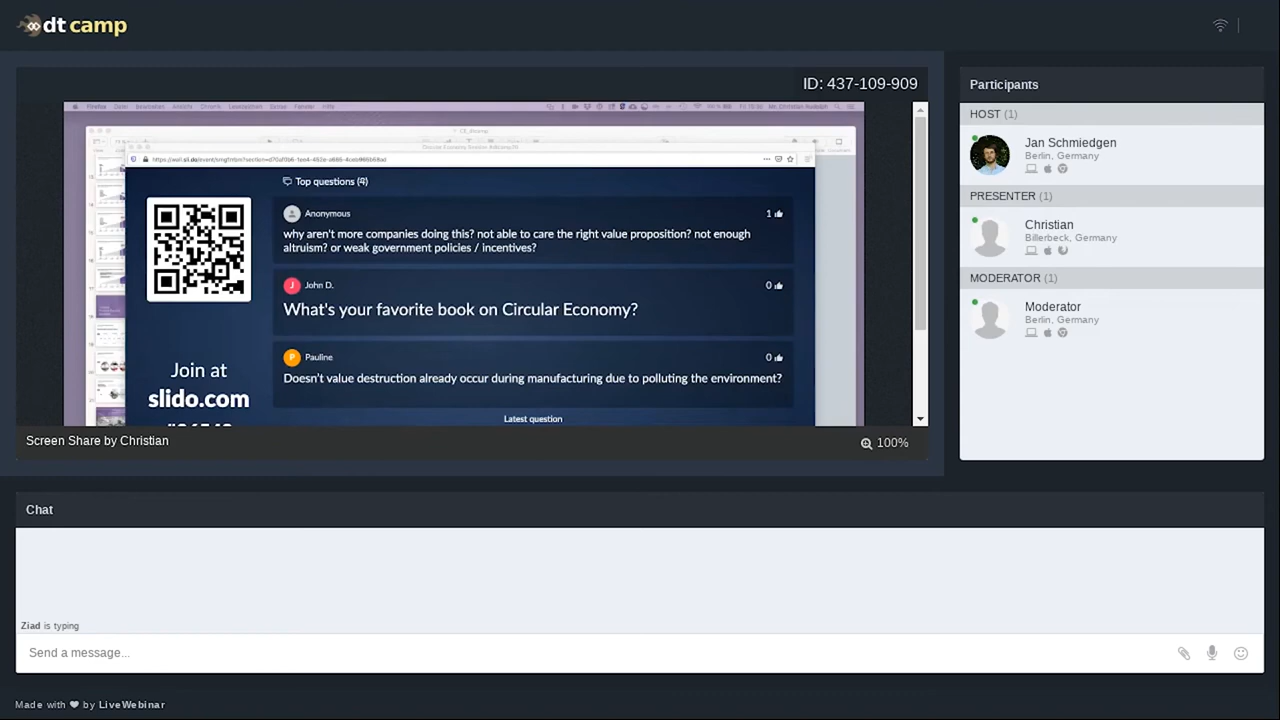 dt camp
ID: 437-109-909
Participants
HOST (1)
Jan Schmiedgen
Berlin, Germany
PRESENTER (1)
Christian
Billerbeck, Germany
MODERATOR (1)
Moderator
Berlin, Germany
Firefox
Top questions (4)
Anonymous
1
why aren't more companies doing this? not able to care the right value proposition? not enough
altruism? or weak government policies / incentives?
J
John D.
0
What's your favorite book on Circular Economy?
P
Pauline
0
Doesn't value destruction already occur during manufacturing due to polluting the environment?
Latest question
Join at
slido.com
Screen Share by Christian
100%
Chat
Ziad is typing
Send a message...
Made with ❤ by LiveWebinar